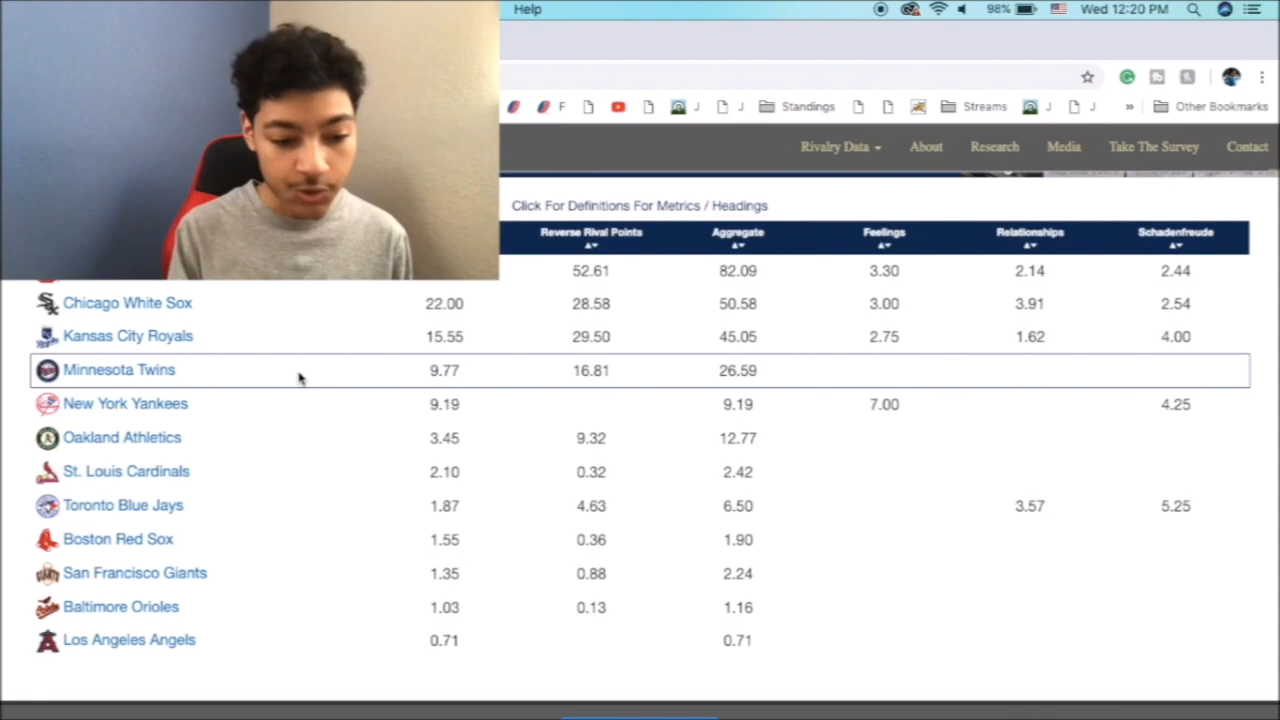 Help 98% Wed 12:20 PM
F J J Standings Streams J J » Other Bookmarks
Rivalry Data About Research Media Take The Survey Contact
Click For Definitions For Metrics / Headings
Reverse Rival Points Aggregate Feelings Relationships Schadenfreude
52.61 82.09 3.30 2.14 2.44
Chicago White Sox 22.00 28.58 50.58 3.00 3.91 2.54
Kansas City Royals 15.55 29.50 45.05 2.75 1.62 4.00
Minnesota Twins 9.77 16.81 26.59
New York Yankees 9.19 9.19 7.00 4.25
Oakland Athletics 3.45 9.32 12.77
St. Louis Cardinals 2.10 0.32 2.42
Toronto Blue Jays 1.87 4.63 6.50 3.57 5.25
Boston Red Sox 1.55 0.36 1.90
San Francisco Giants 1.35 0.88 2.24
Baltimore Orioles 1.03 0.13 1.16
Los Angeles Angels 0.71 0.71